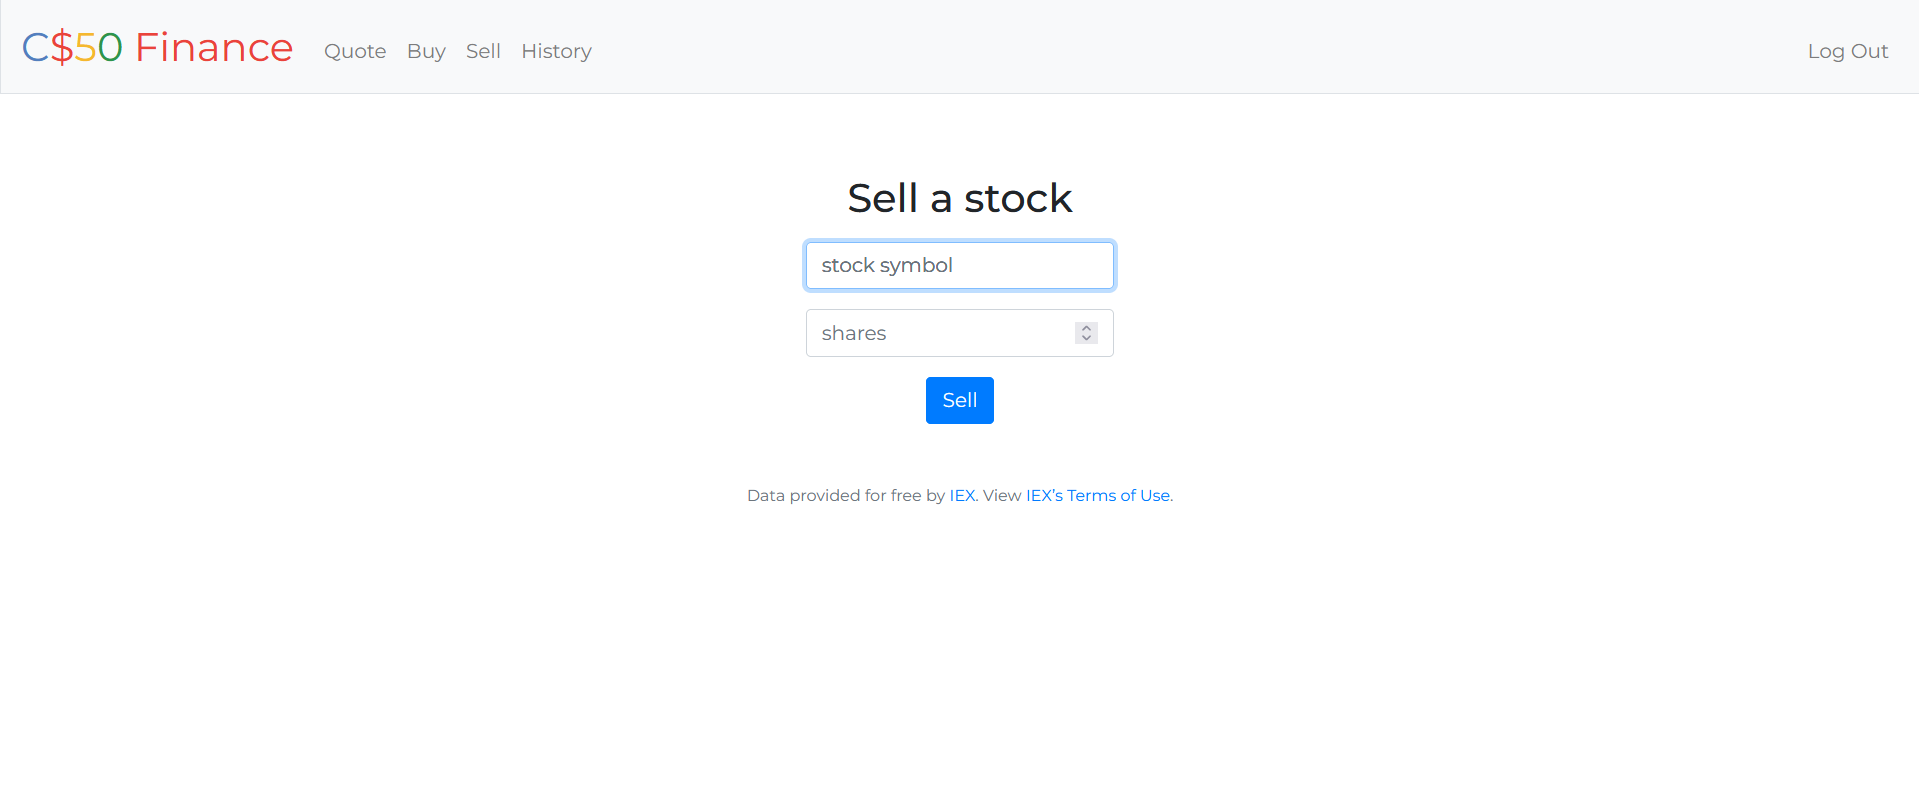 C$50 Finance Quote Buy Sell History Log Out
Sell a stock
stock symbol
shares
Sell
Data provided for free by IEX. View IEX’s Terms of Use.